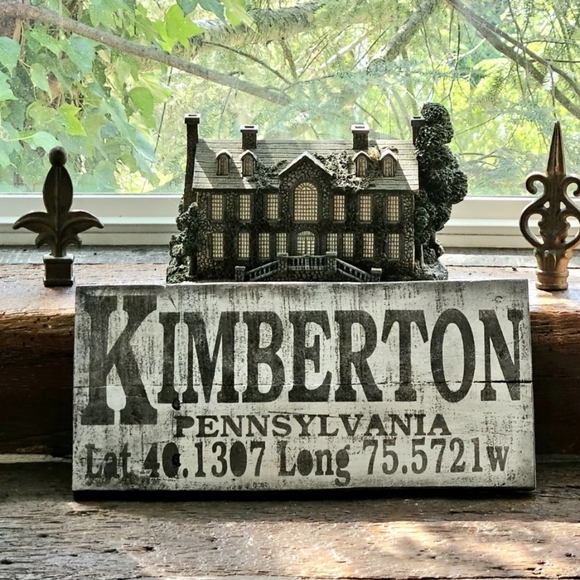 KIMBERTON
PENNSYLVANIA
Lat 40.1307 Long 75.5721w